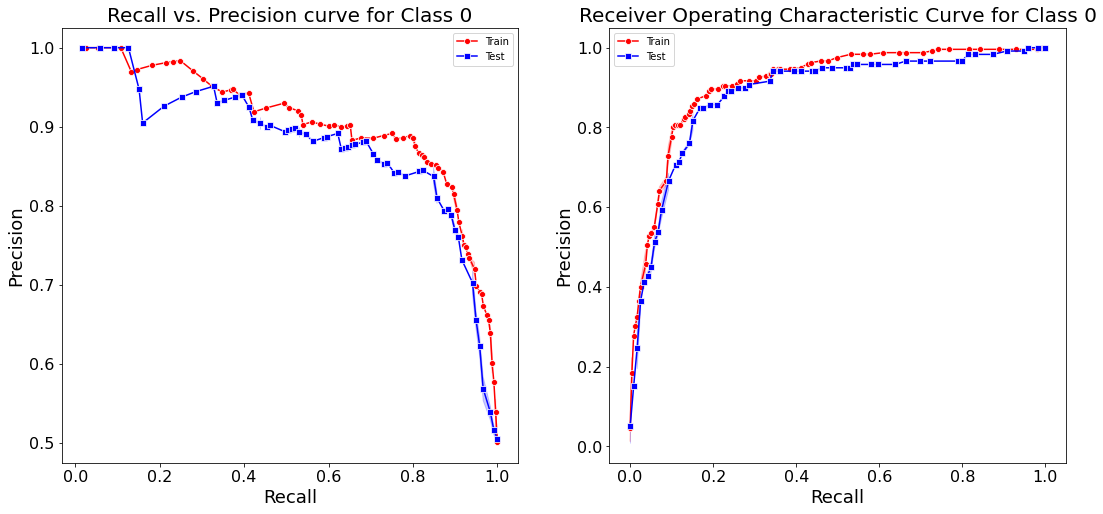 Recall vs. Precision curve for Class 0
Train
Test
1.0
0.9
0.8
0.7
0.6
0.5
Precision
0.0 0.2 0.4 0.6 0.8 1.0
Recall
Receiver Operating Characteristic Curve for Class 0
Train
Test
1.0
0.8
0.6
0.4
0.2
0.0
Precision
0.0 0.2 0.4 0.6 0.8 1.0
Recall